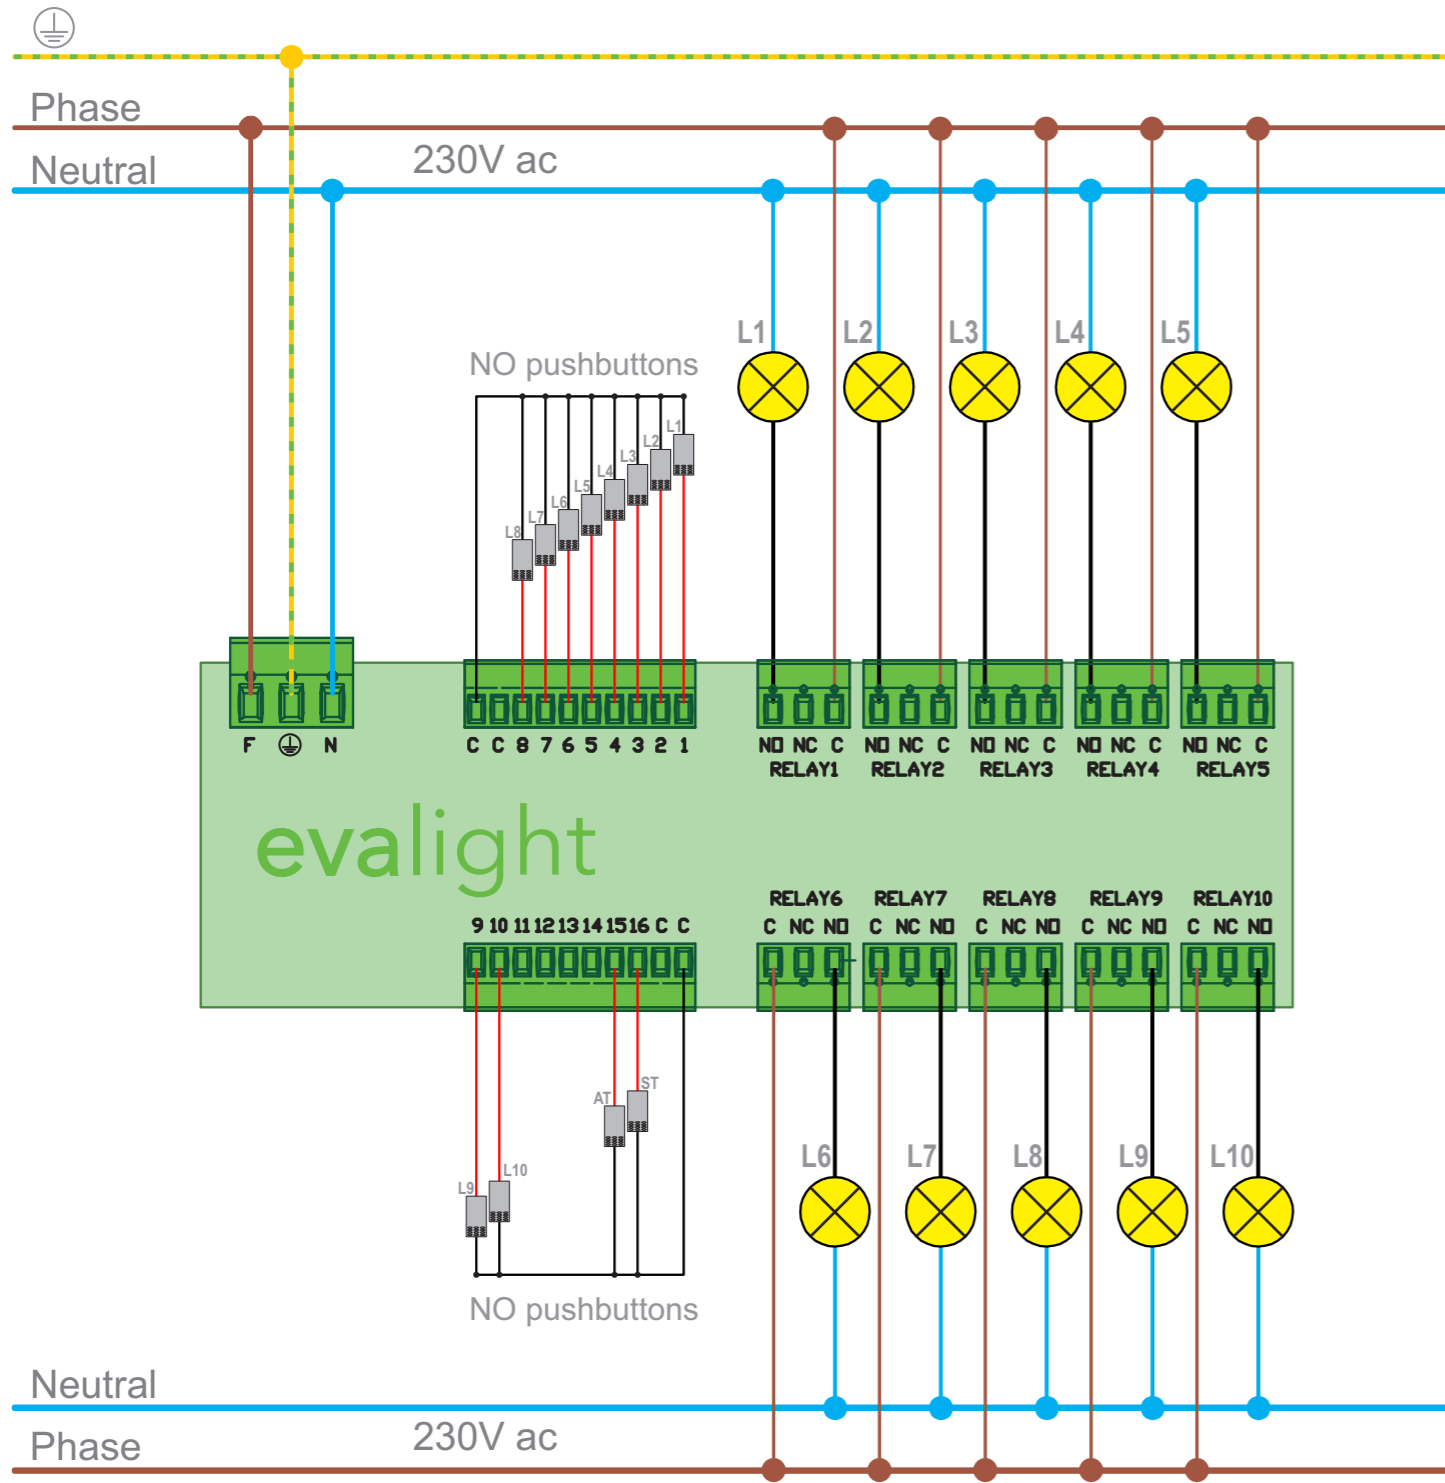 Phase
230V ac
Neutral
L1 L2 L3 L4 L5
NO pushbuttons
L1
L2
L3
L4
L5
L6
L7
L8
F N
C C 8 7 6 5 4 3 2 1
NO NC C NO NC C NO NC C NO NC C NO NC C
RELAY1 RELAY2 RELAY3 RELAY4 RELAY5
evalight
RELAY6 RELAY7 RELAY8 RELAY9 RELAY10
9 10 11 12 13 14 15 16 C C
C NC NO C NC NO C NC NO C NC NO C NC NO
ST
AT
L6 L7 L8 L9 L10
L10
L9
NO pushbuttons
Neutral
230V ac
Phase